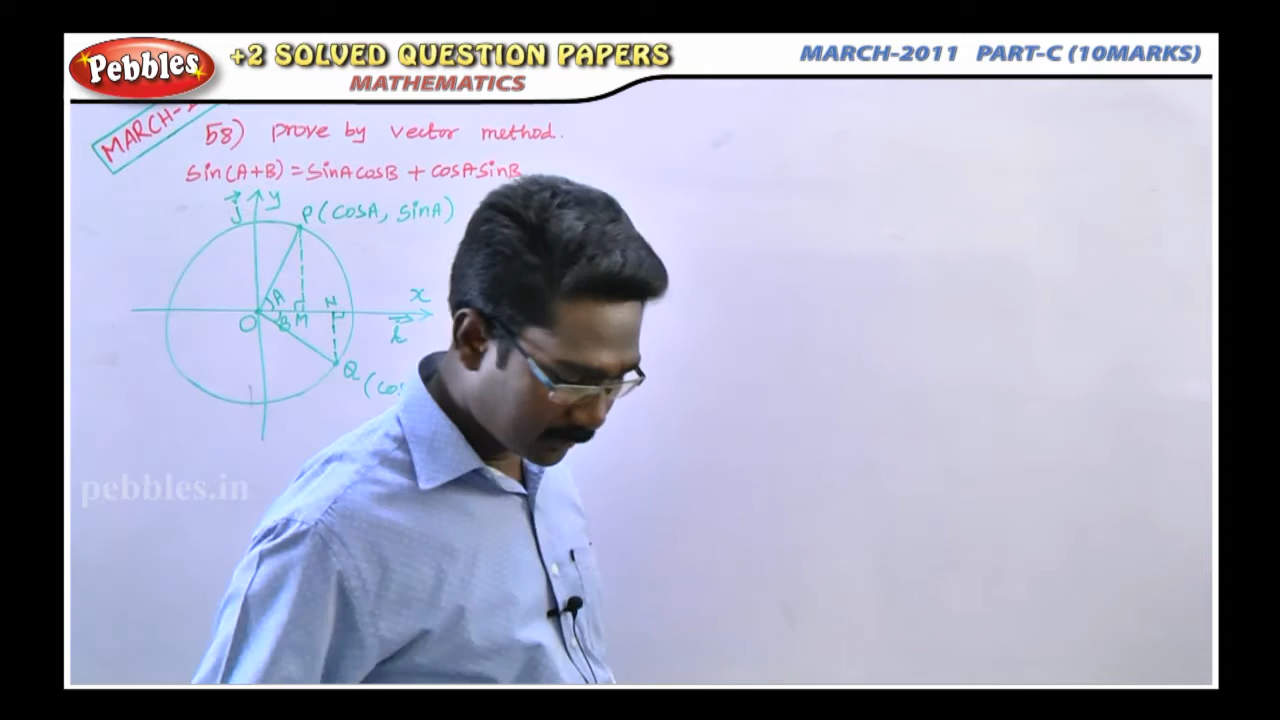 Pebbles
+2 SOLVED QUESTION PAPERS
MATHEMATICS
MARCH-2011 PART-C (10MARKS)
MARCH-
58) prove by vector method.
sin(A+B) = sinA cosB + cosA sinB
j y
P(cosA, sinA)
A
N
x
O B M
Q
(cos
pebbles.in